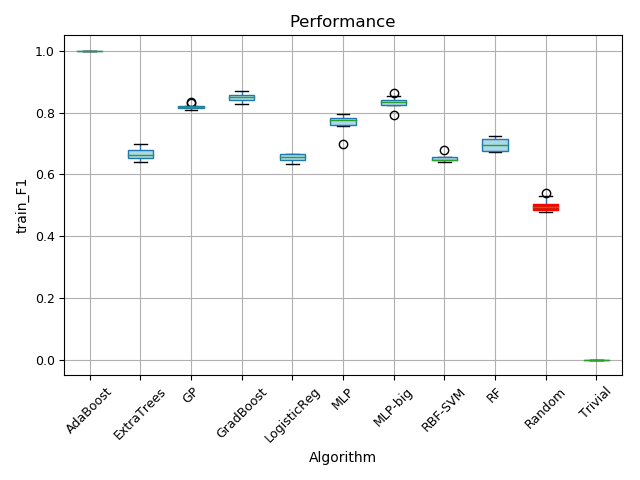 Performance
train_F1
1.0
0.8
0.6
0.4
0.2
0.0
AdaBoost
ExtraTrees
GP
GradBoost
LogisticReg
MLP
MLP-big
RBF-SVM
RF
Random
Trivial
Algorithm